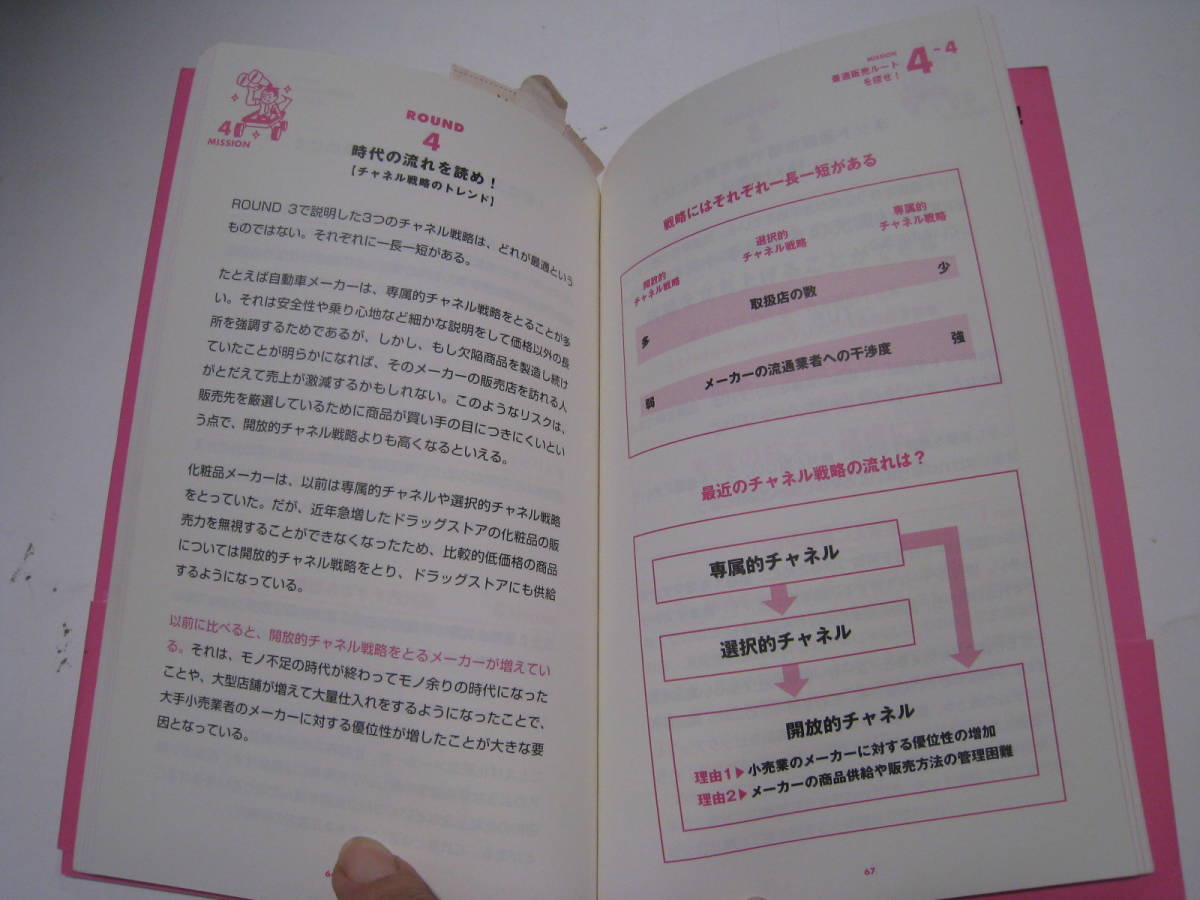 4
MISSION
ROUND
4
時代の流れを読め！
【チャネル戦略のトレンド】
ROUND 3で説明した3つのチャネル戦略は、どれが最適という
ものではない。それぞれに一長一短がある。
たとえば自動車メーカーは、専属的チャネル戦略をとることが多
い。それは安全性や乗り心地など細かな説明をして価格以外の長
所を強調するためであるが、しかし、もし欠陥商品を製造し続け
ていたことが明らかになれば、そのメーカーの販売店を訪れる人
がとだえて売上が激減するかもしれない。このようなリスクは、
販売先を厳選しているために商品が買い手の目につきにくいとい
う点で、開放的チャネル戦略よりも高くなるといえる。
化粧品メーカーは、以前は専属的チャネルや選択的チャネル戦略
をとっていた。だが、近年急増したドラッグストアの化粧品の販
売力を無視することができなくなったため、比較的低価格の商品
については開放的チャネル戦略をとり、ドラッグストアにも供給
するようになっている。
以前に比べると、開放的チャネル戦略をとるメーカーが増えてい
る。それは、モノ不足の時代が終わってモノ余りの時代になった
ことや、大型店舗が増えて大量仕入れをするようになったことで、
大手小売業者のメーカーに対する優位性が増したことが大きな要
因となっている。
MISSION
最適販売ルート
を探せ！
4-4
戦略にはそれぞれ一長一短がある
開放的
チャネル戦略
選択的
チャネル戦略
専属的
チャネル戦略
多
取扱店の数
少
弱
メーカーの流通業者への干渉度
強
最近のチャネル戦略の流れは？
専属的チャネル
選択的チャネル
開放的チャネル
理由1▶小売業のメーカーに対する優位性の増加
理由2▶メーカーの商品供給や販売方法の管理困難
67